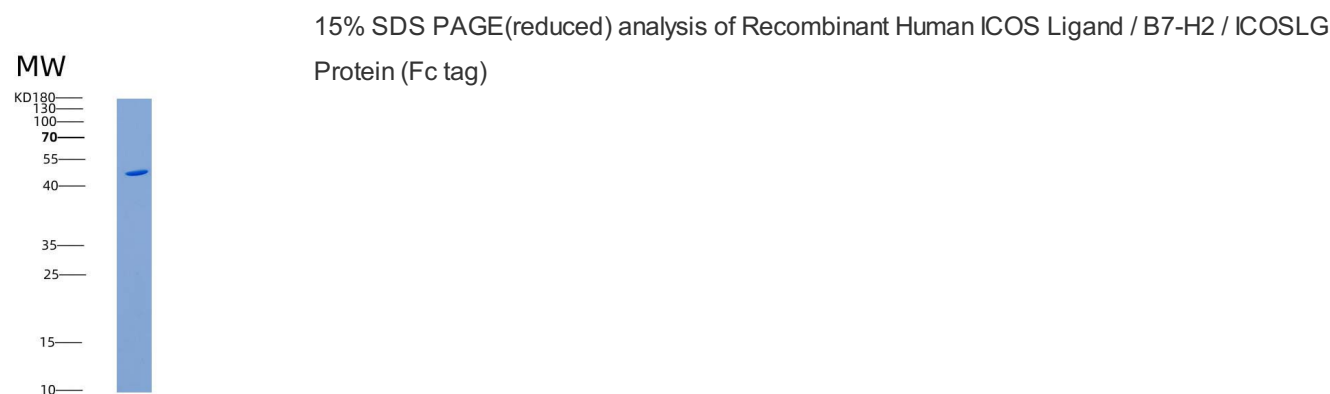 15% SDS PAGE(reduced) analysis of Recombinant Human ICOS Ligand / B7-H2 / ICOSLG
Protein (Fc tag)
MW
KD180
130
100
70
55
40
35
25
15
10